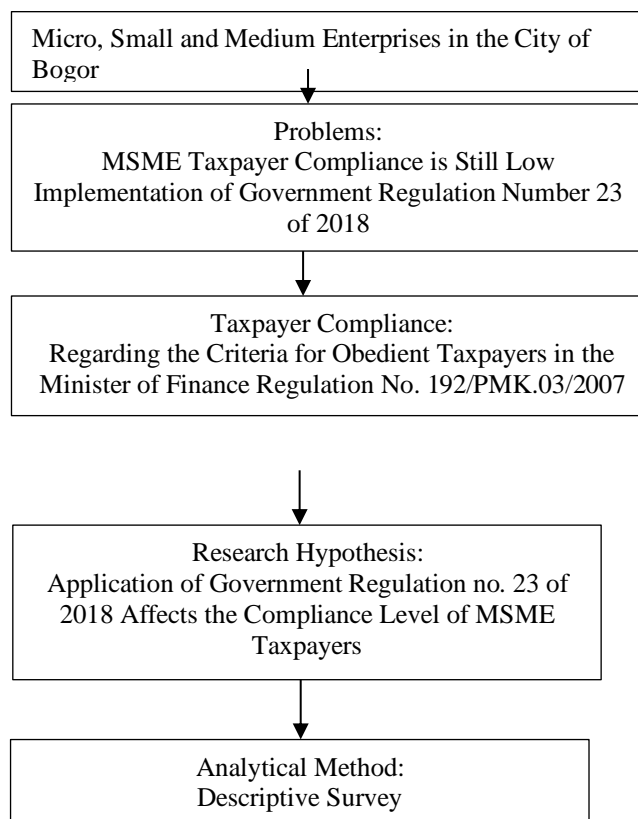 Micro, Small and Medium Enterprises in the City of
Bogor
Problems:
MSME Taxpayer Compliance is Still Low
Implementation of Government Regulation Number 23
of 2018
Taxpayer Compliance:
Regarding the Criteria for Obedient Taxpayers in the
Minister of Finance Regulation No. 192/PMK.03/2007
Research Hypothesis:
Application of Government Regulation no. 23 of
2018 Affects the Compliance Level of MSME
Taxpayers
Analytical Method:
Descriptive Survey